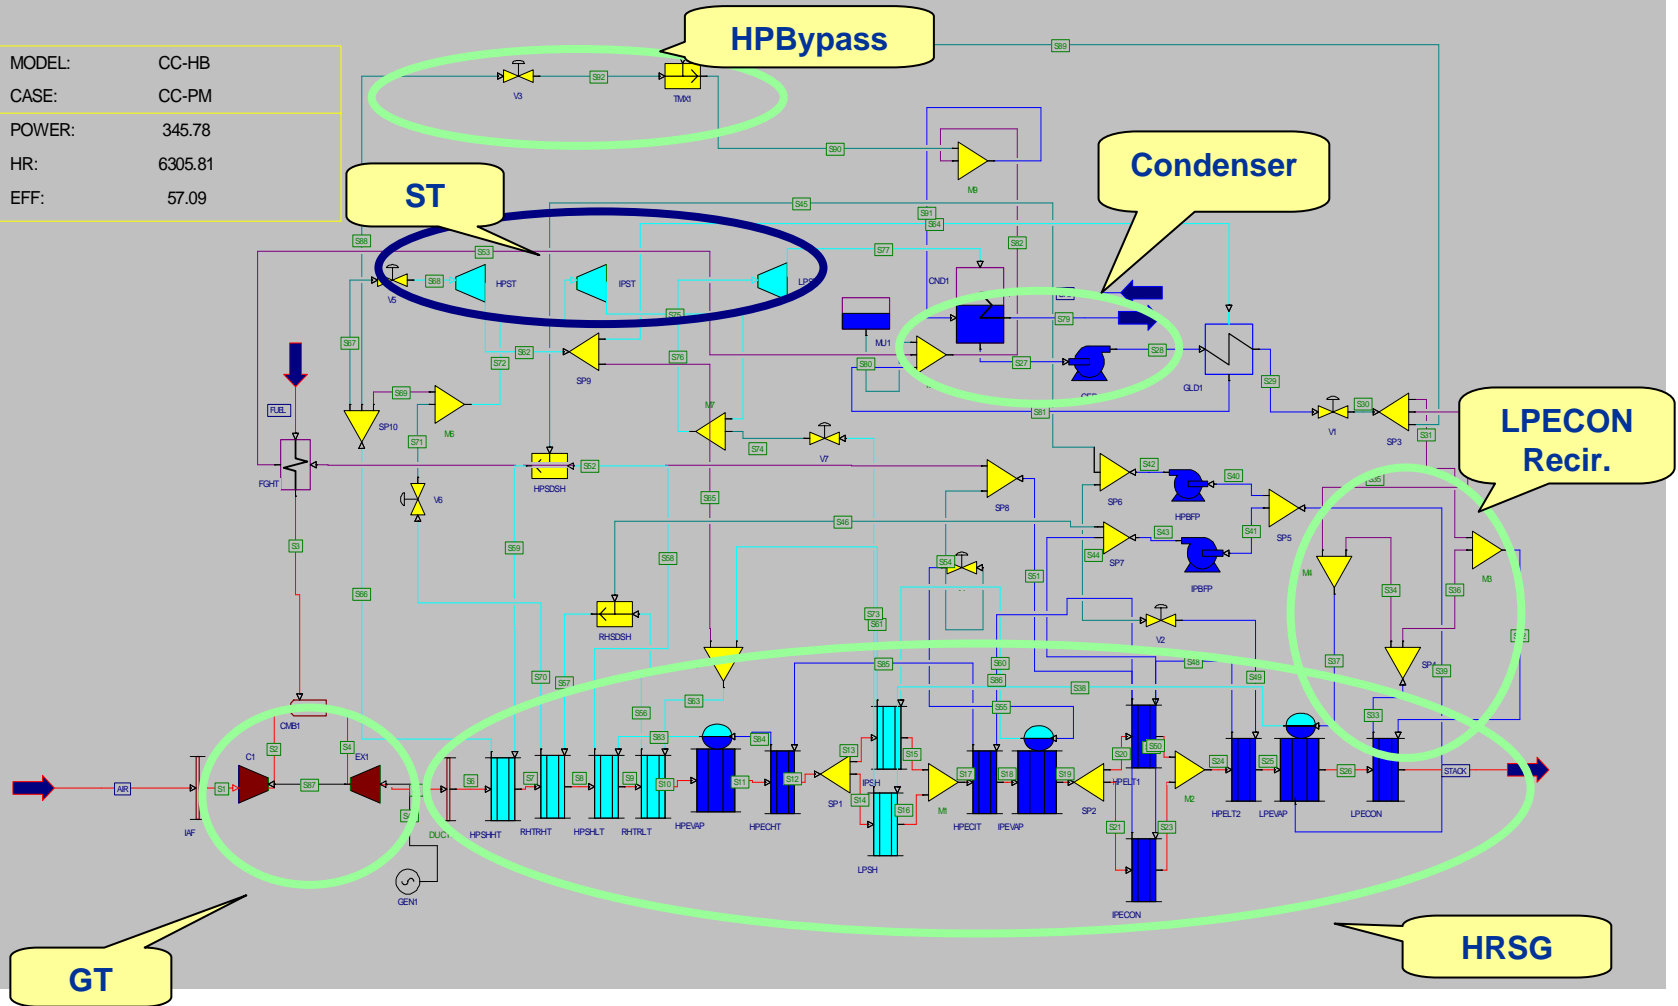 HPBypass
S89
MODEL: CC-HB
CASE: CC-PM
POWER: 345.78
HR: 6305.81
EFF: 57.09
V3
S92
TMX1
S90
M9
Condenser
ST
S45
S91
S64
S88
S53
S77
S82
V5
S68
HPST
IPST
CND1
S75
S79
MU1
S67
S62
S72
SP9
S76
S80
S27
S28
GLD1
S29
S81
FUEL
S69
SP10
M6
M7
S71
S74
V7
V1
S30
S31
SP3
LPECON
Recir.
FGHT
HPSDSH
S52
V6
S65
SP8
SP6
S42
HPBFP
S40
S41
SP5
S3
S59
S58
S46
S44
SP7
S43
IPBFP
S54
S51
M4
S34
S36
M3
S66
RHSDSH
S73
S61
V2
S70
S57
S63
S56
S85
S60
S86
S55
S38
S48
S49
S37
S39
S33
CMB1
C1
S2
S4
EX1
S87
AIR
S1
IAF
S6
DUCT
HPSHHT
S7
RHTRHT
S8
HPSHLT
S9
RHTRLT
S10
S83
HPEVAP
S84
S11
HPECHT
S12
SP1
S13
S14
IPSH
LPSH
S15
S16
M1
S17
HPECIT
S18
IPEVAP
S19
SP2
S20
S21
HPELT1
S50
IPECON
S23
M2
S24
HPELT2
S25
LPEVAP
S26
LPECON
STACK
GEN1
HRSG
GT